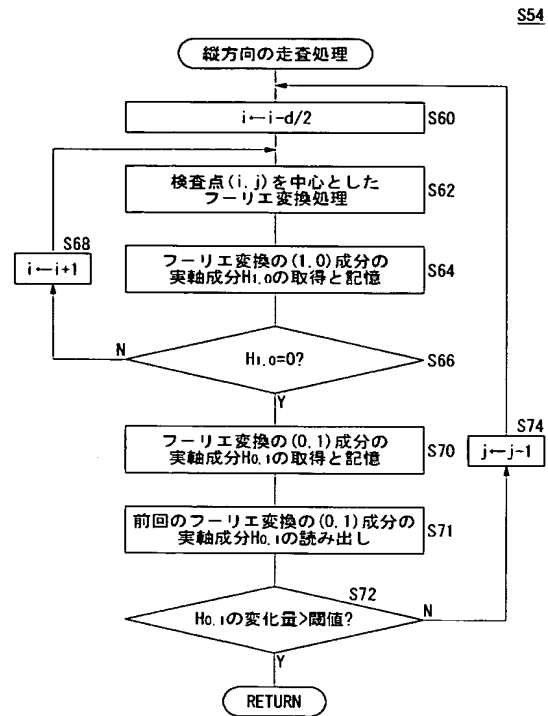 S54
縦方向の走査処理
i←i-d/2
S60
検査点(i, j)を中心とした
フーリエ変換処理
S62
S68
i←i+1
フーリエ変換の(1, 0)成分の
実軸成分H1, 0の取得と記憶
S64
N
H1, 0=0?
S66
Y
S74
j←j-1
フーリエ変換の(0, 1)成分の
実軸成分H0, 1の取得と記憶
S70
前回のフーリエ変換の(0, 1)成分の
実軸成分H0, 1の読み出し
S71
S72
H0, 1の変化量>閾値?
N
Y
RETURN